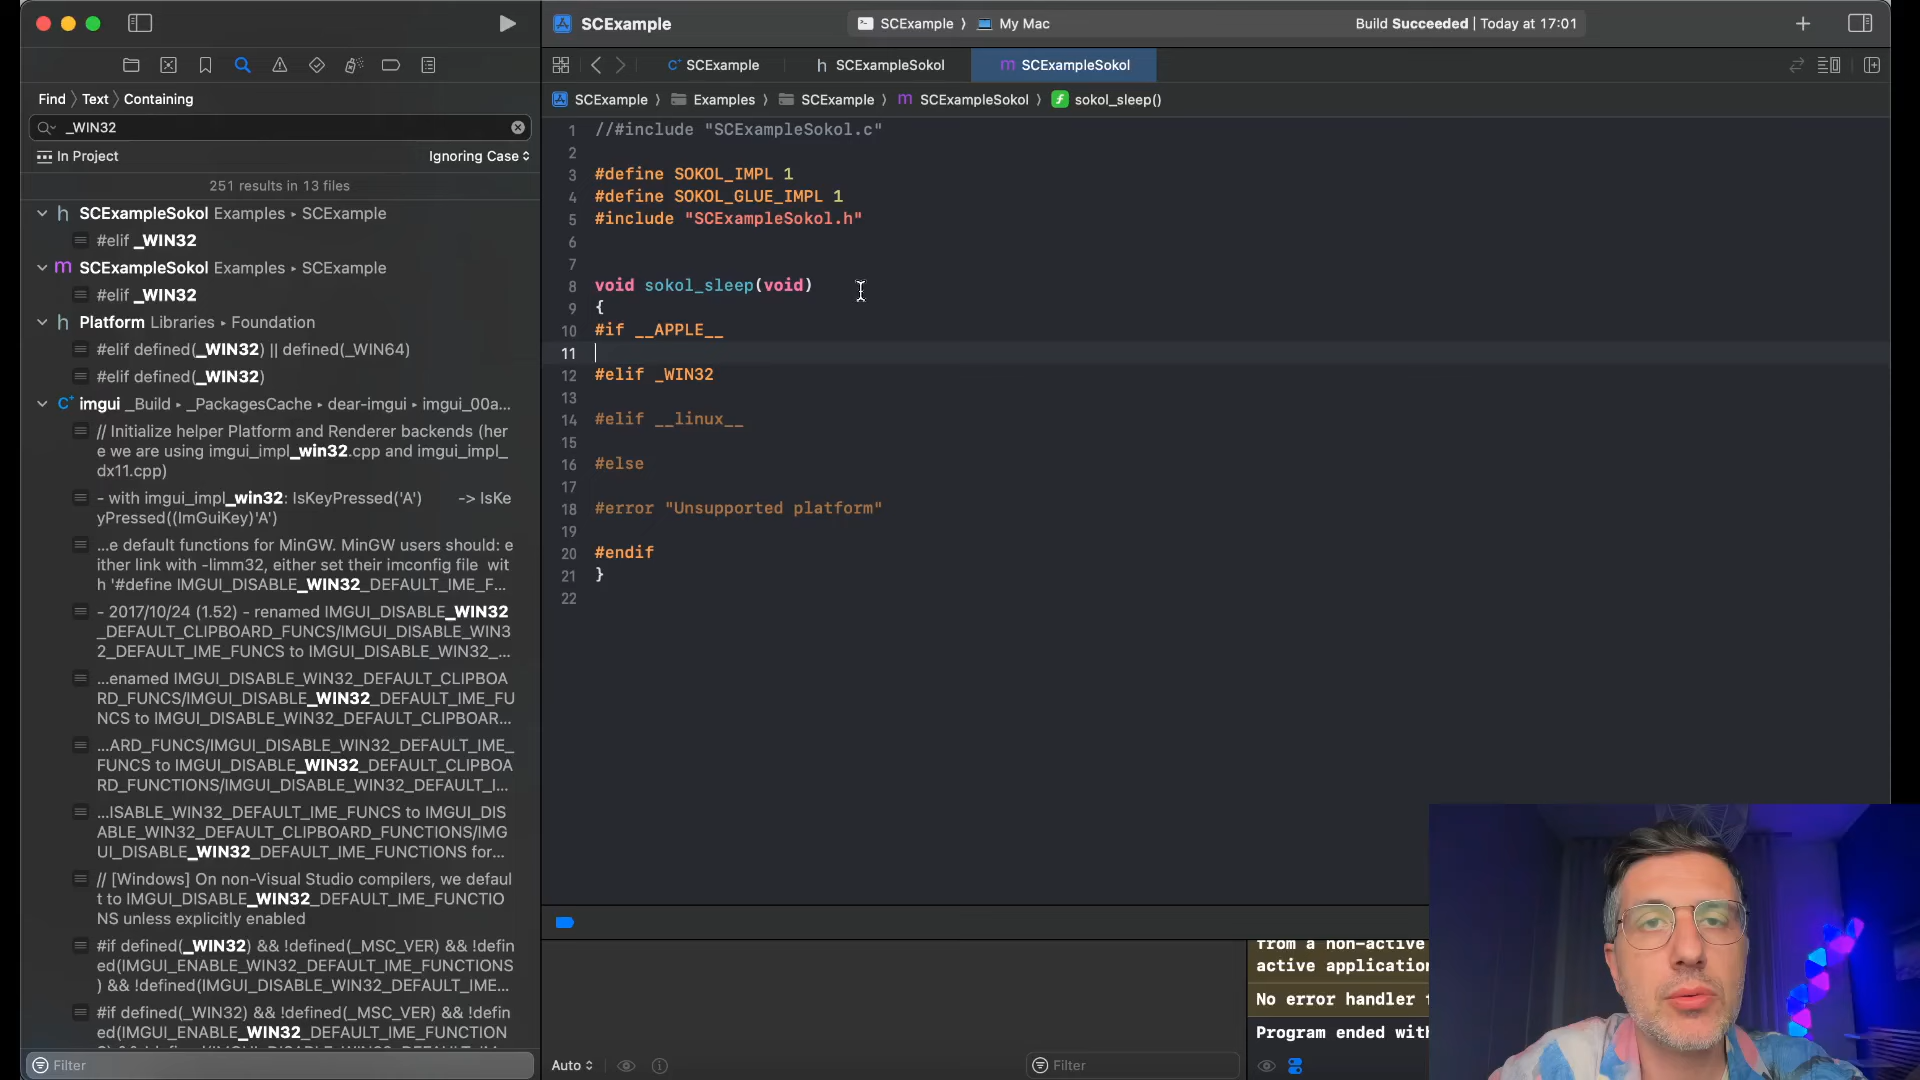 SCExample
SCExample 〉 My Mac
Build Succeeded | Today at 17:01
SCExample
SCExampleSokol
SCExampleSokol
Find 〉 Text 〉 Containing
SCExample 〉 Examples 〉 SCExample 〉 SCExampleSokol 〉 sokol_sleep()
_WIN32
In Project
Ignoring Case
251 results in 13 files
SCExampleSokol Examples ▸ SCExample
#elif _WIN32
SCExampleSokol Examples ▸ SCExample
#elif _WIN32
Platform Libraries ▸ Foundation
#elif defined(_WIN32) || defined(_WIN64)
#elif defined(_WIN32)
imgui _Build ▸ _PackagesCache ▸ dear-imgui ▸ imgui_00a...
// Initialize helper Platform and Renderer backends (her
e we are using imgui_impl_win32.cpp and imgui_impl_
dx11.cpp)
- with imgui_impl_win32: IsKeyPressed('A')      -> IsKe
yPressed((ImGuiKey)'A')
...e default functions for MinGW. MinGW users should: e
ither link with -limm32, either set their imconfig file  wit
h '#define IMGUI_DISABLE_WIN32_DEFAULT_IME_F...
- 2017/10/24 (1.52) - renamed IMGUI_DISABLE_WIN32
_DEFAULT_CLIPBOARD_FUNCS/IMGUI_DISABLE_WIN3
2_DEFAULT_IME_FUNCS to IMGUI_DISABLE_WIN32_...
...enamed IMGUI_DISABLE_WIN32_DEFAULT_CLIPBOA
RD_FUNCS/IMGUI_DISABLE_WIN32_DEFAULT_IME_FU
NCS to IMGUI_DISABLE_WIN32_DEFAULT_CLIPBOAR...
...ARD_FUNCS/IMGUI_DISABLE_WIN32_DEFAULT_IME_
FUNCS to IMGUI_DISABLE_WIN32_DEFAULT_CLIPBOA
RD_FUNCTIONS/IMGUI_DISABLE_WIN32_DEFAULT_I...
...ISABLE_WIN32_DEFAULT_IME_FUNCS to IMGUI_DIS
ABLE_WIN32_DEFAULT_CLIPBOARD_FUNCTIONS/IMG
UI_DISABLE_WIN32_DEFAULT_IME_FUNCTIONS for...
// [Windows] On non-Visual Studio compilers, we defaul
t to IMGUI_DISABLE_WIN32_DEFAULT_IME_FUNCTIO
NS unless explicitly enabled
#if defined(_WIN32) && !defined(_MSC_VER) && !defin
ed(IMGUI_ENABLE_WIN32_DEFAULT_IME_FUNCTIONS
) && !defined(IMGUI_DISABLE_WIN32_DEFAULT_IME...
#if defined(_WIN32) && !defined(_MSC_VER) && !defin
ed(IMGUI_ENABLE_WIN32_DEFAULT_IME_FUNCTION
Filter
1 //#include "SCExampleSokol.c"
2
3 #define SOKOL_IMPL 1
4 #define SOKOL_GLUE_IMPL 1
5 #include "SCExampleSokol.h"
6
7
8 void sokol_sleep(void)
9 {
10 #if __APPLE__
11
12 #elif _WIN32
13
14 #elif __linux__
15
16 #else
17
18 #error "Unsupported platform"
19
20 #endif
21 }
22
from a non-active
active application
No error handler
Program ended with
Auto
Filter